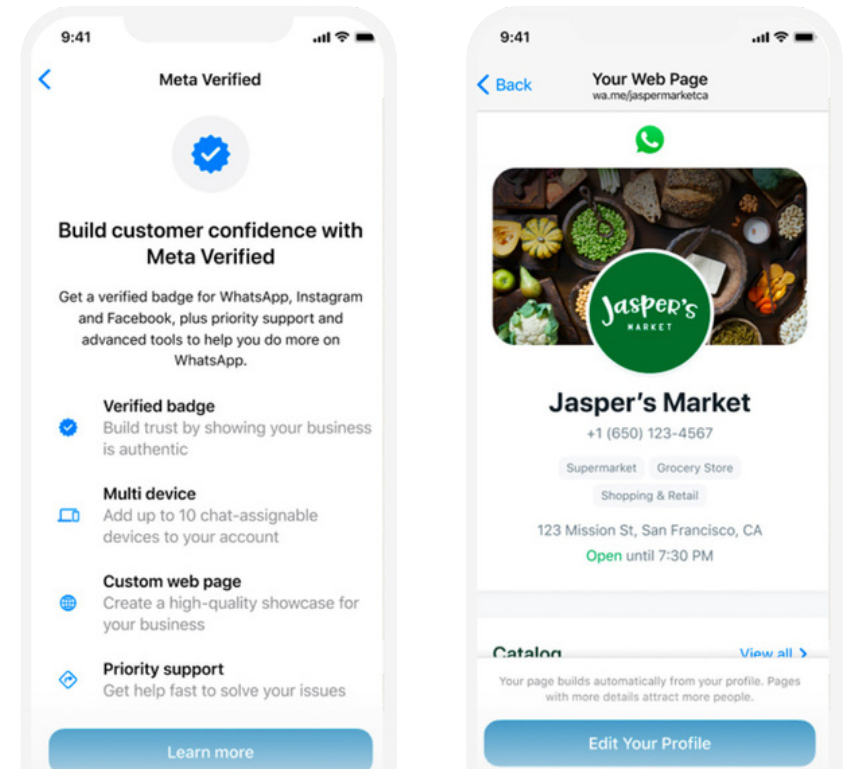 9:41
Meta Verified
Build customer confidence with
Meta Verified
Get a verified badge for WhatsApp, Instagram
and Facebook, plus priority support and
advanced tools to help you do more on
WhatsApp.
Verified badge
Build trust by showing your business
is authentic
Multi device
Add up to 10 chat-assignable
devices to your account
Custom web page
Create a high-quality showcase for
your business
Priority support
Get help fast to solve your issues
Learn more
9:41
Back
Your Web Page
wa.me/jaspermarketca
Jasper's
MARKET
Jasper's Market
+1 (650) 123-4567
Supermarket Grocery Store
Shopping & Retail
123 Mission St, San Francisco, CA
Open until 7:30 PM
Catalog View all
Your page builds automatically from your profile. Pages
with more details attract more people.
Edit Your Profile